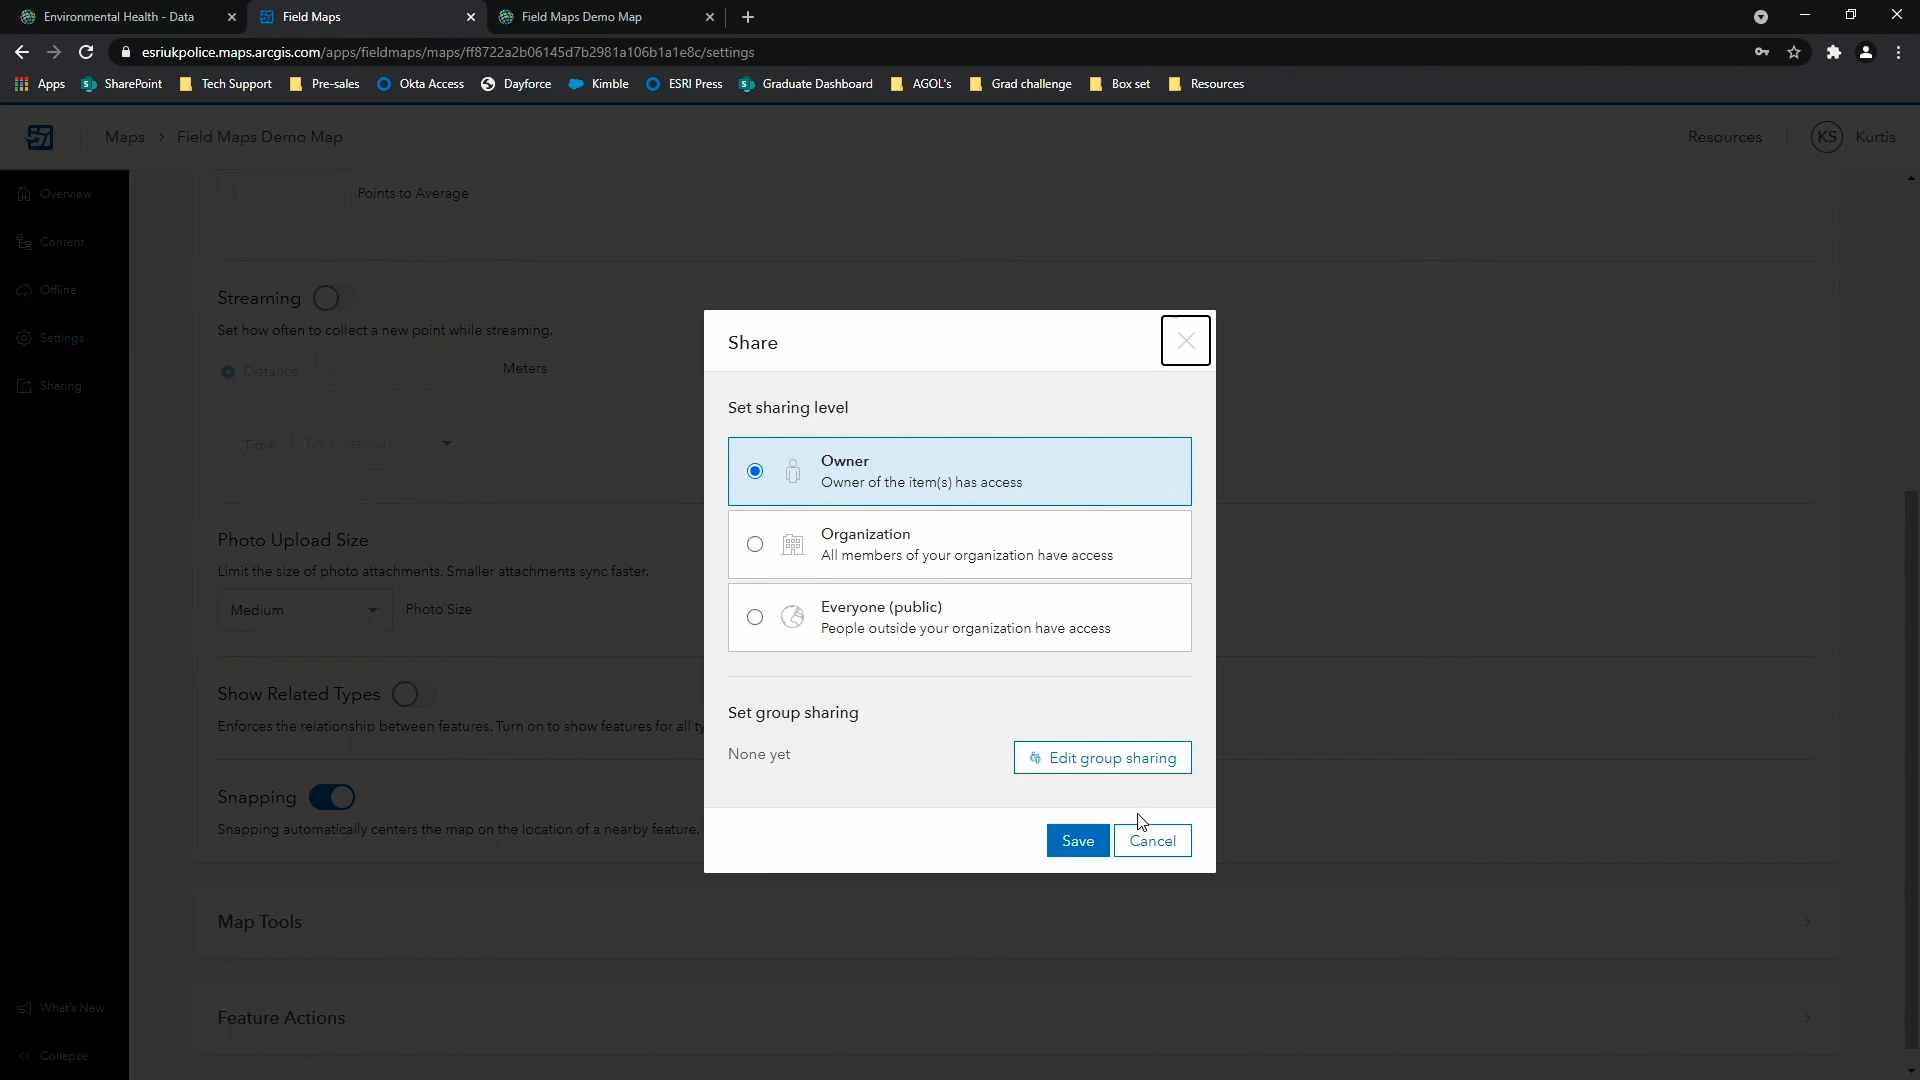 Environmental Health - Data
Field Maps
Field Maps Demo Map
esriukpolice.maps.arcgis.com/apps/fieldmaps/maps/ff8722a2b06145d7b2981a106b1a1e8c/settings
Apps SharePoint Tech Support Pre-sales Okta Access Dayforce Kimble ESRI Press Graduate Dashboard AGOL's Grad challenge Box set Resources
Maps > Field Maps Demo Map
Resources KS Kurtis
Overview
Content
Offline
Settings
Sharing
What's New
Collapse
5 Points to Average
Streaming
Set how often to collect a new point while streaming.
Distance 5 Meters
Time Time interval
Photo Upload Size
Limit the size of photo attachments. Smaller attachments sync faster.
Medium Photo Size
Show Related Types
Enforces the relationship between features. Turn on to show features for all ty
Snapping
Snapping automatically centers the map on the location of a nearby feature.
Map Tools
Feature Actions
Share
Set sharing level
Owner
Owner of the item(s) has access
Organization
All members of your organization have access
Everyone (public)
People outside your organization have access
Set group sharing
None yet
Edit group sharing
Save Cancel